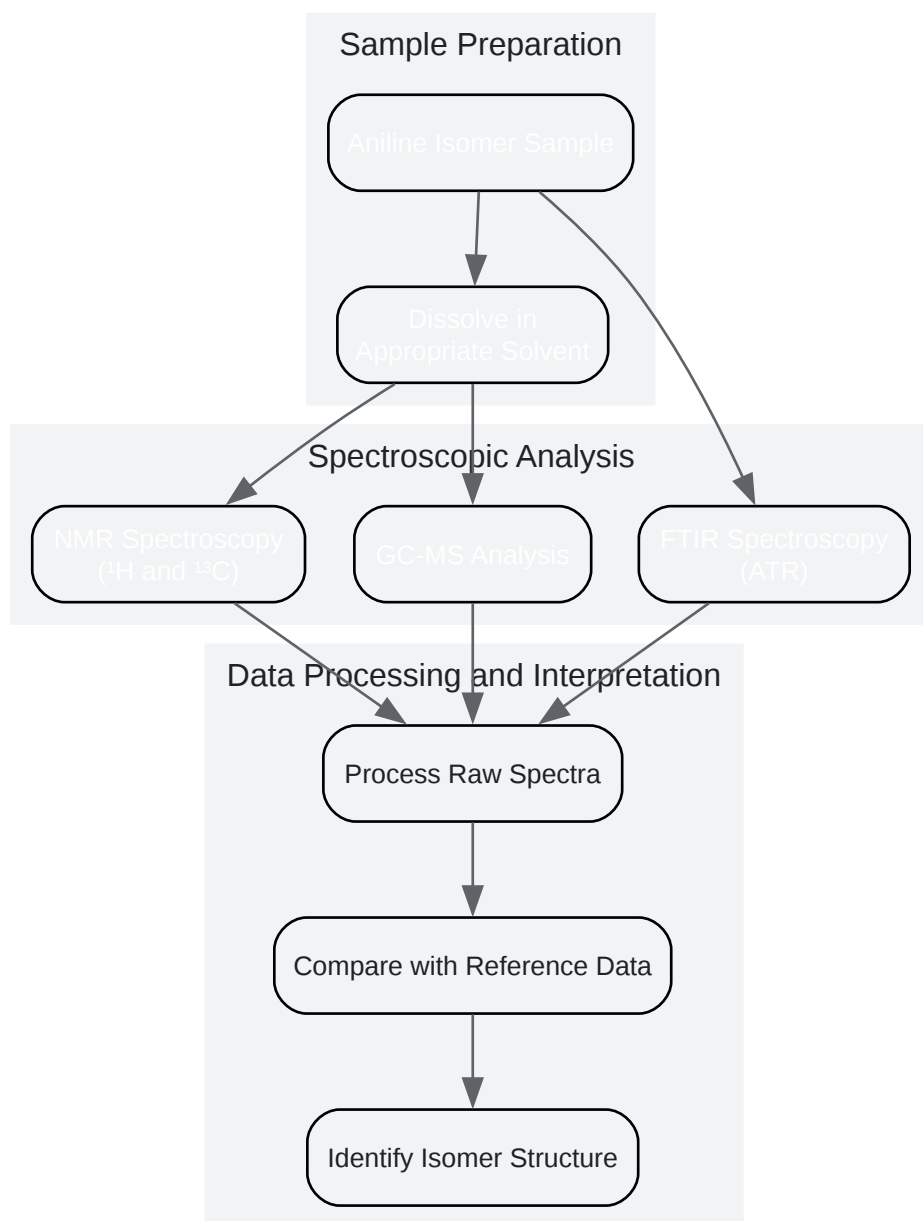 Sample Preparation
Aniline Isomer Sample
Dissolve in
Appropriate Solvent
Spectroscopic Analysis
NMR Spectroscopy
(¹H and ¹³C)
GC-MS Analysis
FTIR Spectroscopy
(ATR)
Data Processing and Interpretation
Process Raw Spectra
Compare with Reference Data
Identify Isomer Structure